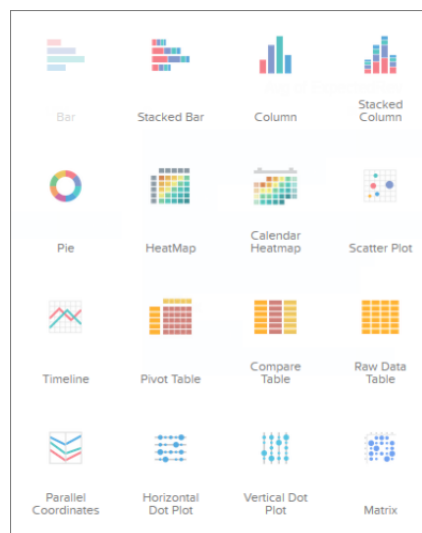 Bar
Stacked Bar
Column
Stacked
Column
Pie
HeatMap
Calendar
Heatmap
Scatter Plot
Timeline
Pivot Table
Compare
Table
Raw Data
Table
Parallel
Coordinates
Horizontal
Dot Plot
Vertical Dot
Plot
Matrix